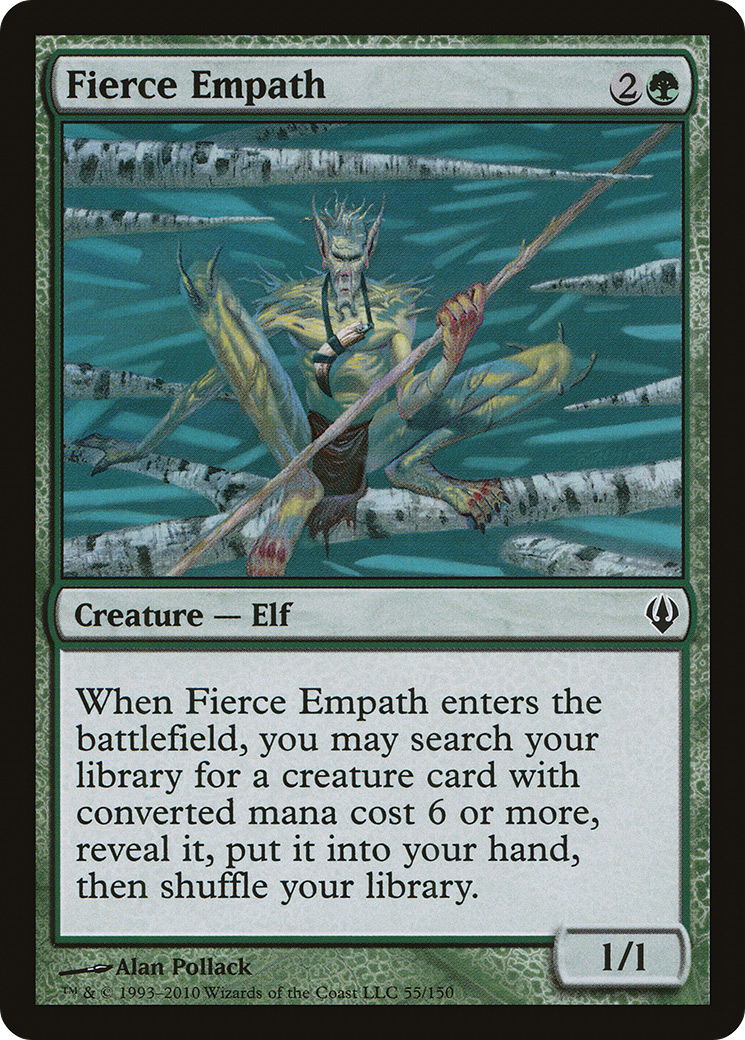 Fierce Empath 2
Creature — Elf
When Fierce Empath enters the
battlefield, you may search your
library for a creature card with
converted mana cost 6 or more,
reveal it, put it into your hand,
then shuffle your library.
1/1
Alan Pollack
™ & © 1993–2010 Wizards of the Coast LLC 55/150